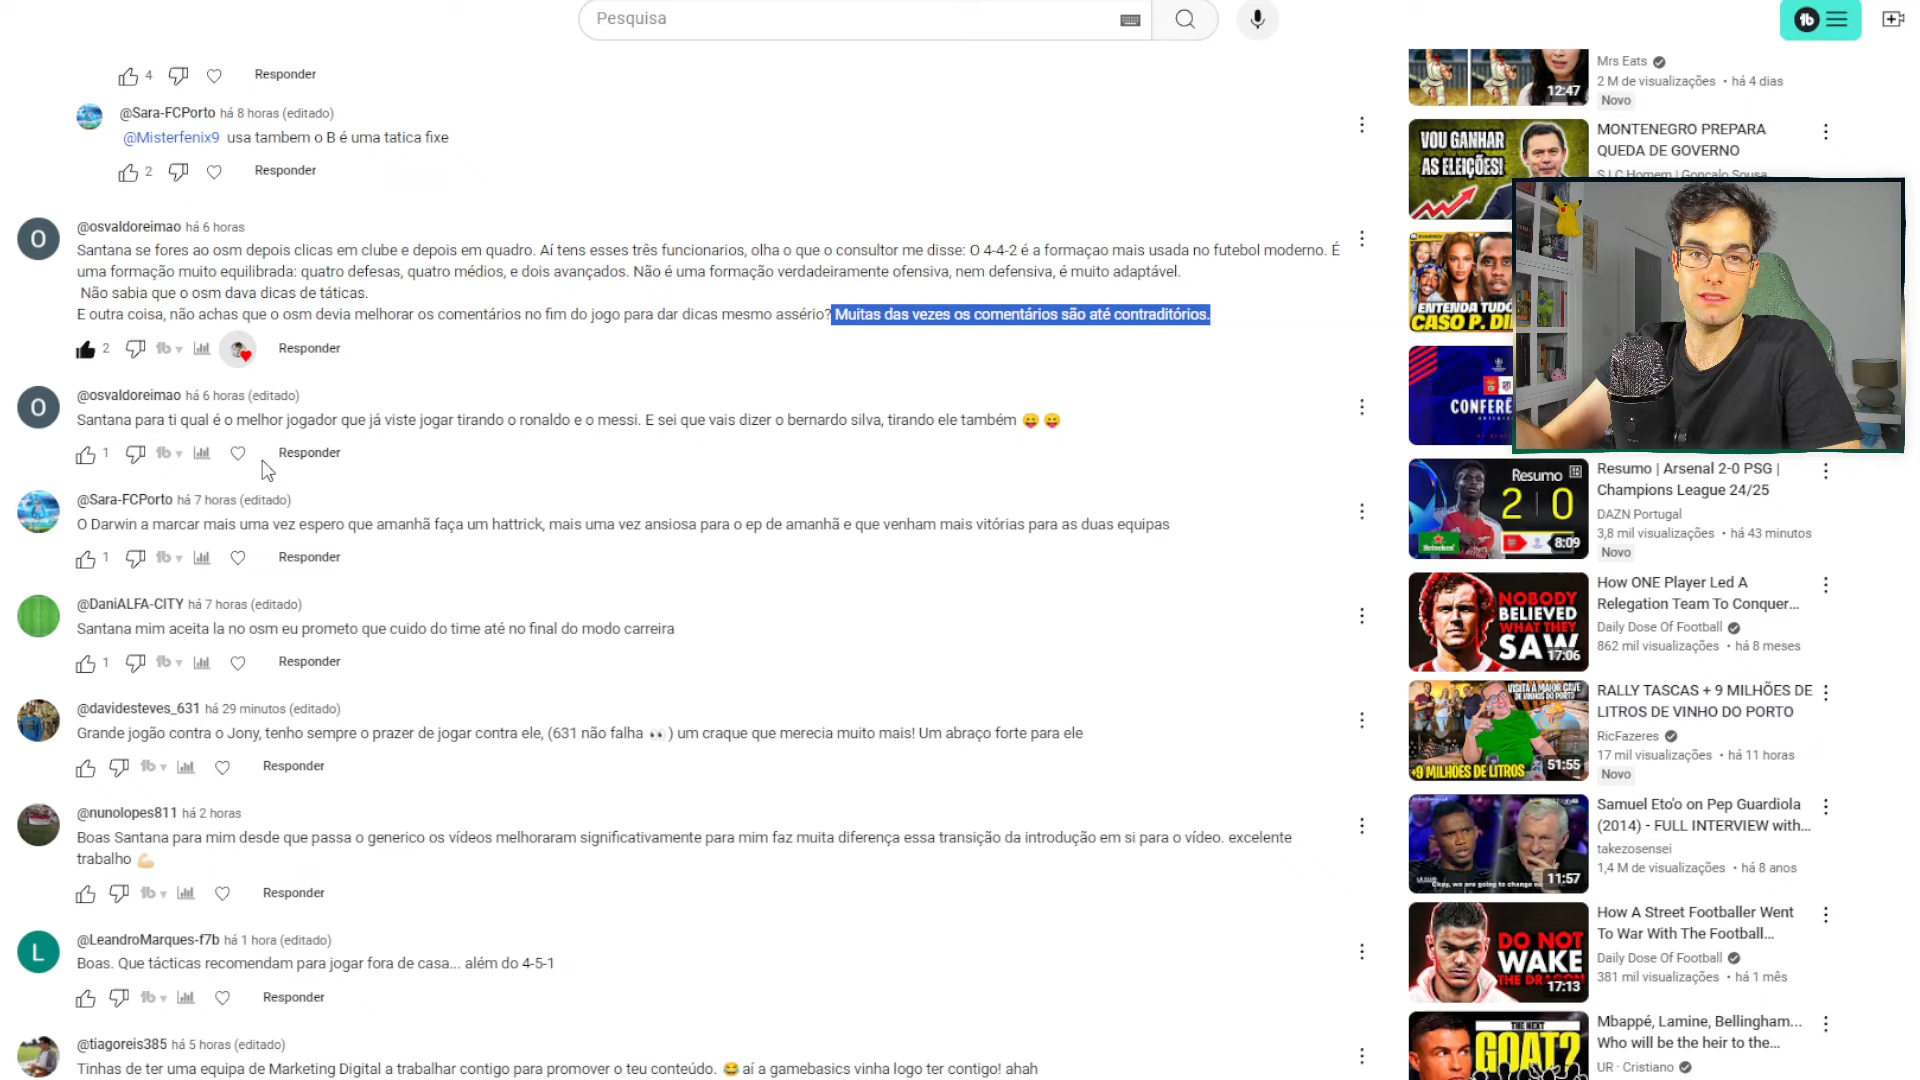 Pesquisa
4
Responder
@Sara-FCPorto há 8 horas (editado)
@Misterfenix9 usa tambem o B é uma tatica fixe
2
Responder
@osvaldoreimao há 6 horas
Santana se fores ao osm depois clicas em clube e depois em quadro. Aí tens esses três funcionarios, olha o que o consultor me disse: O 4-4-2 é a formaçao mais usada no futebol moderno. É
uma formação muito equilibrada: quatro defesas, quatro médios, e dois avançados. Não é uma formação verdadeiramente ofensiva, nem defensiva, é muito adaptável.
Não sabia que o osm dava dicas de táticas.
E outra coisa, não achas que o osm devia melhorar os comentários no fim do jogo para dar dicas mesmo assério? Muitas das vezes os comentários são até contraditórios.
2
Responder
@osvaldoreimao há 6 horas (editado)
Santana para ti qual é o melhor jogador que já viste jogar tirando o ronaldo e o messi. E sei que vais dizer o bernardo silva, tirando ele também 😛 😛
1
Responder
@Sara-FCPorto há 7 horas (editado)
O Darwin a marcar mais uma vez espero que amanhã faça um hattrick, mais uma vez ansiosa para o ep de amanhã e que venham mais vitórias para as duas equipas
1
Responder
@DaniALFA-CITY há 7 horas (editado)
Santana mim aceita la no osm eu prometo que cuido do time até no final do modo carreira
1
Responder
@davidesteves_631 há 29 minutos (editado)
Grande jogão contra o Jony, tenho sempre o prazer de jogar contra ele, (631 não falha 👀) um craque que merecia muito mais! Um abraço forte para ele
Responder
@nunolopes811 há 2 horas
Boas Santana para mim desde que passa o generico os vídeos melhoraram significativamente para mim faz muita diferença essa transição da introdução em si para o vídeo. excelente
trabalho 💪🏻
Responder
L
@LeandroMarques-f7b há 1 hora (editado)
Boas. Que tácticas recomendam para jogar fora de casa... além do 4-5-1
Responder
@tiagoreis385 há 5 horas (editado)
Tinhas de ter uma equipa de Marketing Digital a trabalhar contigo para promover o teu conteúdo. 😂 aí a gamebasics vinha logo ter contigo! ahah
12:47
Mrs Eats
2 M de visualizações • há 4 dias
Novo
VOU GANHAR
AS ELEIÇÕES!
MONTENEGRO PREPARA
QUEDA DE GOVERNO
ENTENDA TUDO
CASO P. DI
CONFERÊ
Resumo
2 0
8:09
Resumo | Arsenal 2-0 PSG |
Champions League 24/25
DAZN Portugal
3,8 mil visualizações • há 43 minutos
Novo
NOBODY
BELIEVED
WHAT THEY
SAW
17:06
How ONE Player Led A
Relegation Team To Conquer...
Daily Dose Of Football
862 mil visualizações • há 8 meses
VISITA A MAIOR CAVE
DE VINHOS DO PORTO
+9 MILHÕES DE LITROS
51:55
RALLY TASCAS + 9 MILHÕES DE
LITROS DE VINHO DO PORTO
RicFazeres
17 mil visualizações • há 11 horas
Novo
11:57
Samuel Eto'o on Pep Guardiola
(2014) - FULL INTERVIEW with...
takezosensei
1,4 M de visualizações • há 8 anos
DO NOT
WAKE
THE DRAGON
17:13
How A Street Footballer Went
To War With The Football...
Daily Dose Of Football
381 mil visualizações • há 1 mês
THE NEXT
GOAT?
Mbappé, Lamine, Bellingham...
Who will be the heir to the...
UR · Cristiano